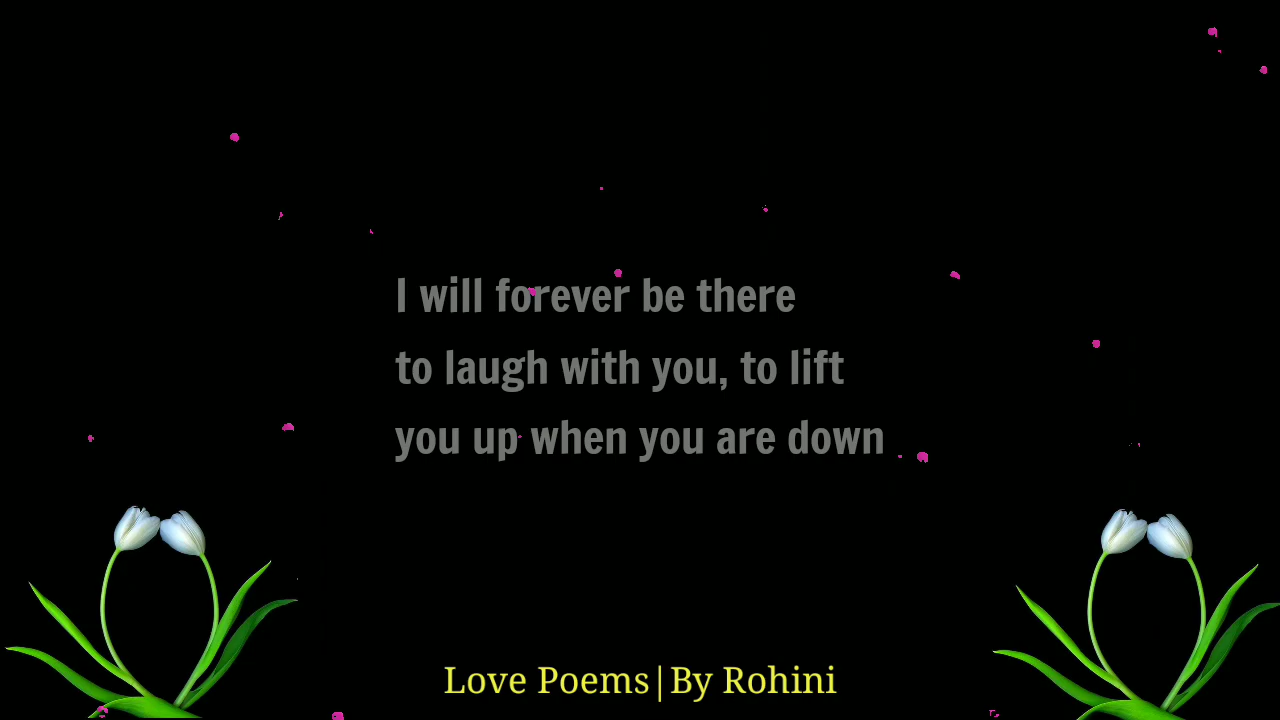 I will forever be there
to laugh with you, to lift
you up when you are down
Love Poems|By Rohini